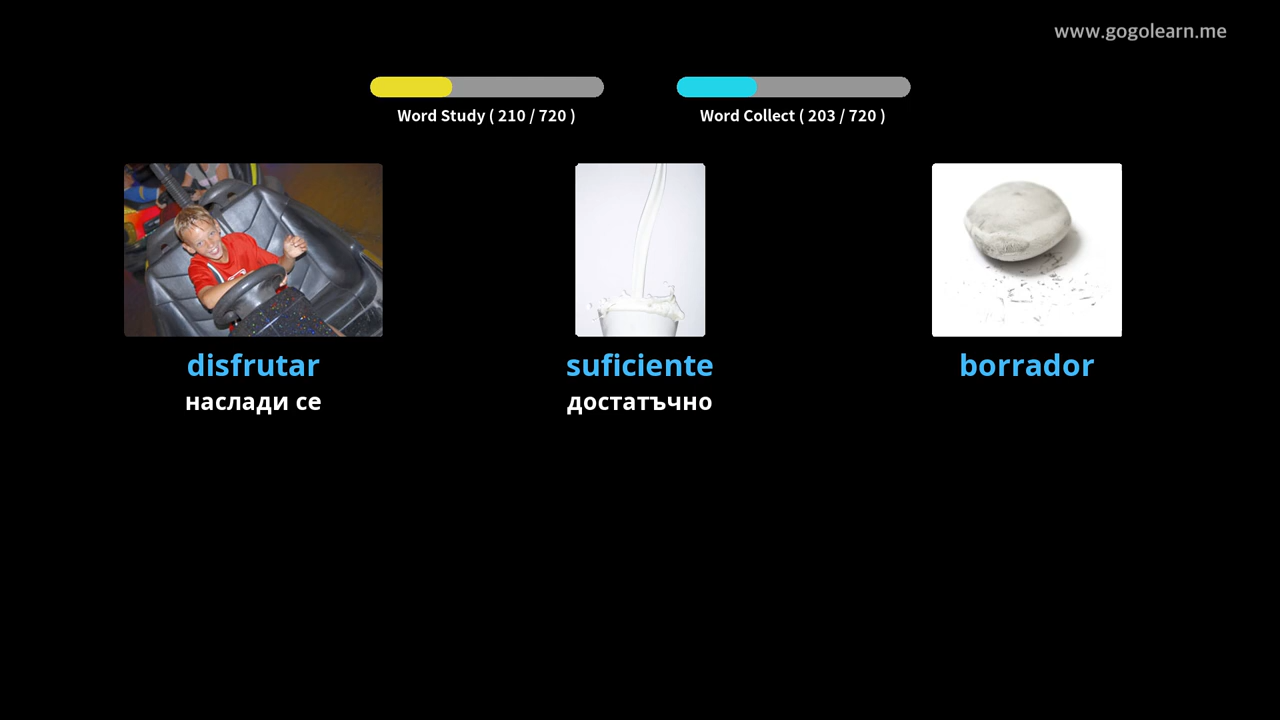 www.gogolearn.me
Word Study ( 210 / 720 )
Word Collect ( 203 / 720 )
disfrutar
suficiente
borrador
наслади се
достатъчно